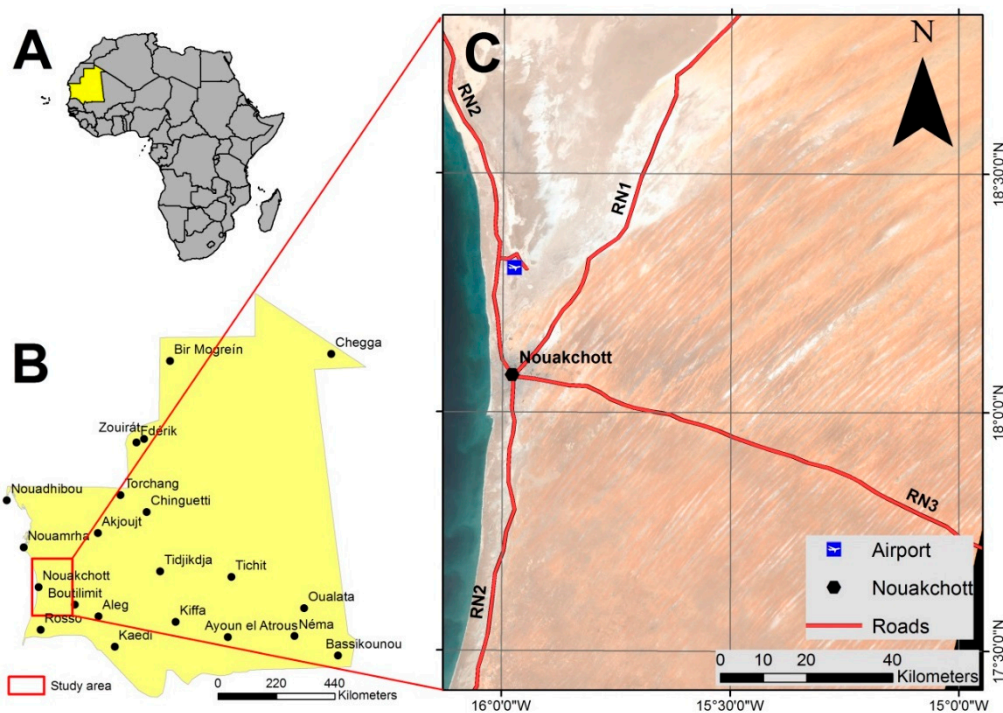 A
B
Bir Mogreín
Chegga
Zouirát
Fderik
Torchang
Nouadhibou
Chinguetti
Akjoujt
Nouamrha
Tidjikdja
Tichit
Nouakchott
Boutilimit
Oualata
Aleg
Kiffa
Rosso
Ayoun el Atrous
Néma
Kaedi
Bassikounou
Study area
0 220 440
Kilometers
C
N
RN2
RN1
18°30'0"N
Nouakchott
18°0'0"N
RN3
Airport
Nouakchott
Roads
RN2
0 10 20 40
Kilometers
17°30'0"N
16°0'0"W
15°30'0"W
15°0'0"W